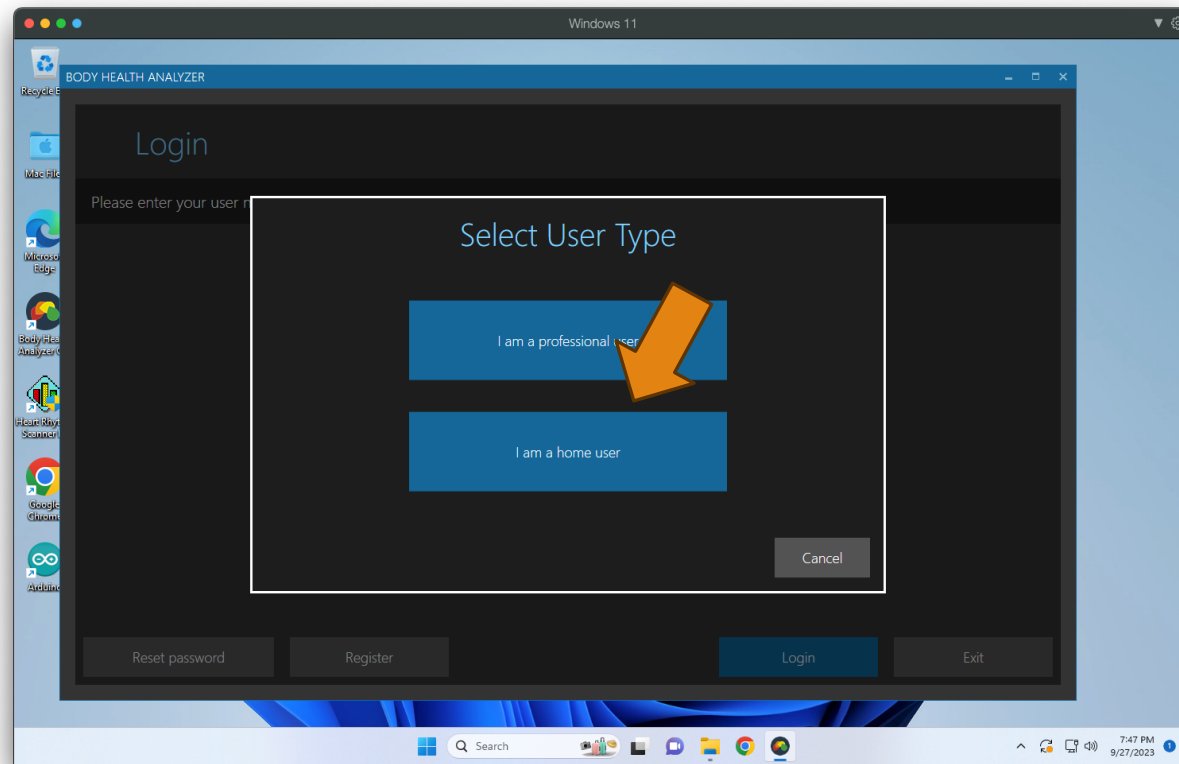 Windows 11
BODY HEALTH ANALYZER
Login
Please enter your user
Select User Type
I am a professional user
I am a home user
Cancel
Reset password
Register
Login
Exit
Recycle
Mac File
Microso
Edge
Body Hea
Analyzer
Heart Rhyt
Scanner
Google
Chrome
Arduino
Search
7:47 PM
9/27/2023
1